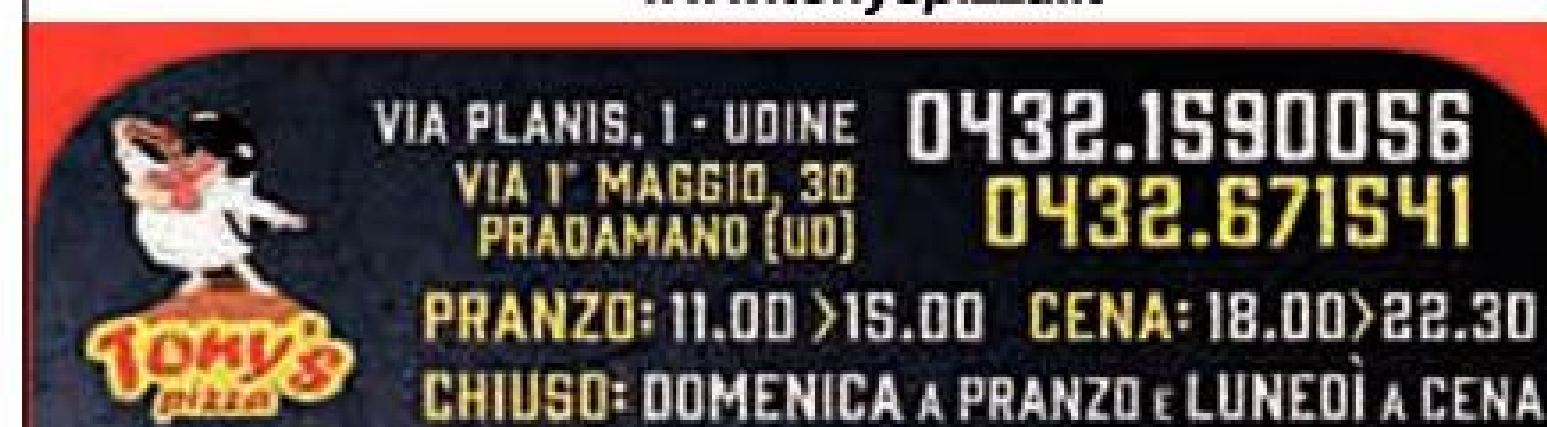 VIA PLANIS, 1 - UDINE
0432.1590056
VIA 1° MAGGIO, 30
PRADAMANO (UD)
0432.671541
PRANZO: 11.00 >15.00 CENA: 18.00>22.30
CHIUSO: DOMENICA A PRANZO E LUNEDÌ A CENA
TONY'S
pizza